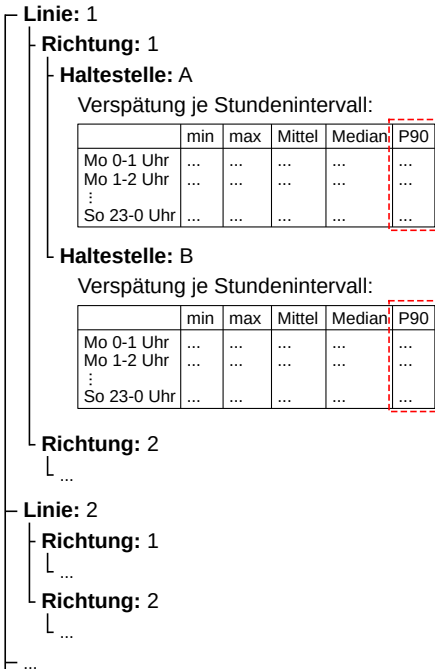 Linie: 1
Richtung: 1
Haltestelle: A
Verspätung je Stundenintervall:
min max Mittel Median P90
Mo 0-1 Uhr ... ... ... ... ...
Mo 1-2 Uhr ... ... ... ... ...
⋮
So 23-0 Uhr ... ... ... ... ...
Haltestelle: B
Verspätung je Stundenintervall:
min max Mittel Median P90
Mo 0-1 Uhr ... ... ... ... ...
Mo 1-2 Uhr ... ... ... ... ...
⋮
So 23-0 Uhr ... ... ... ... ...
Richtung: 2
...
Linie: 2
Richtung: 1
...
Richtung: 2
...
...